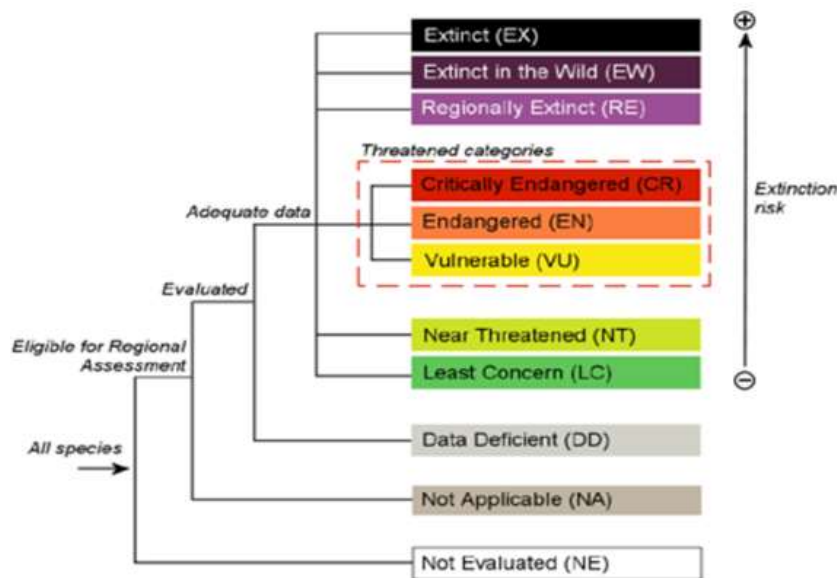 Extinct (EX)
Extinct in the Wild (EW)
Regionally Extinct (RE)
Threatened categories
Critically Endangered (CR)
Extinction
risk
Adequate data
Endangered (EN)
Vulnerable (VU)
Evaluated
Eligible for Regional
Assessment
Near Threatened (NT)
Least Concern (LC)
All species
Data Deficient (DD)
Not Applicable (NA)
Not Evaluated (NE)